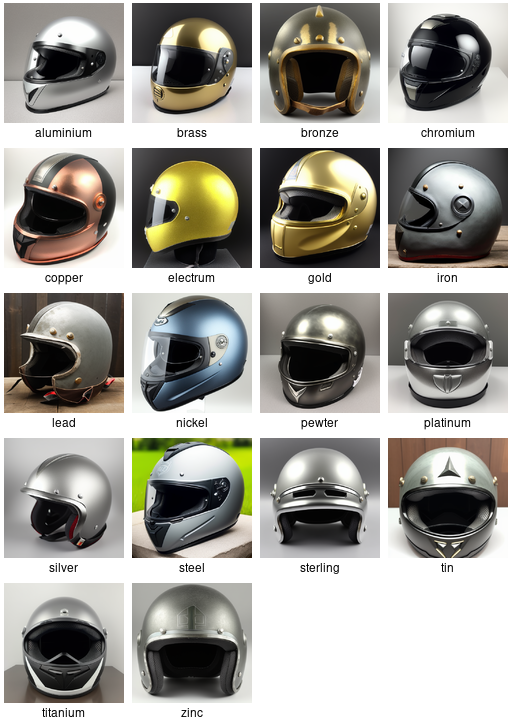 aluminium brass bronze chromium
copper electrum gold iron
lead nickel pewter platinum
silver steel sterling tin
titanium zinc